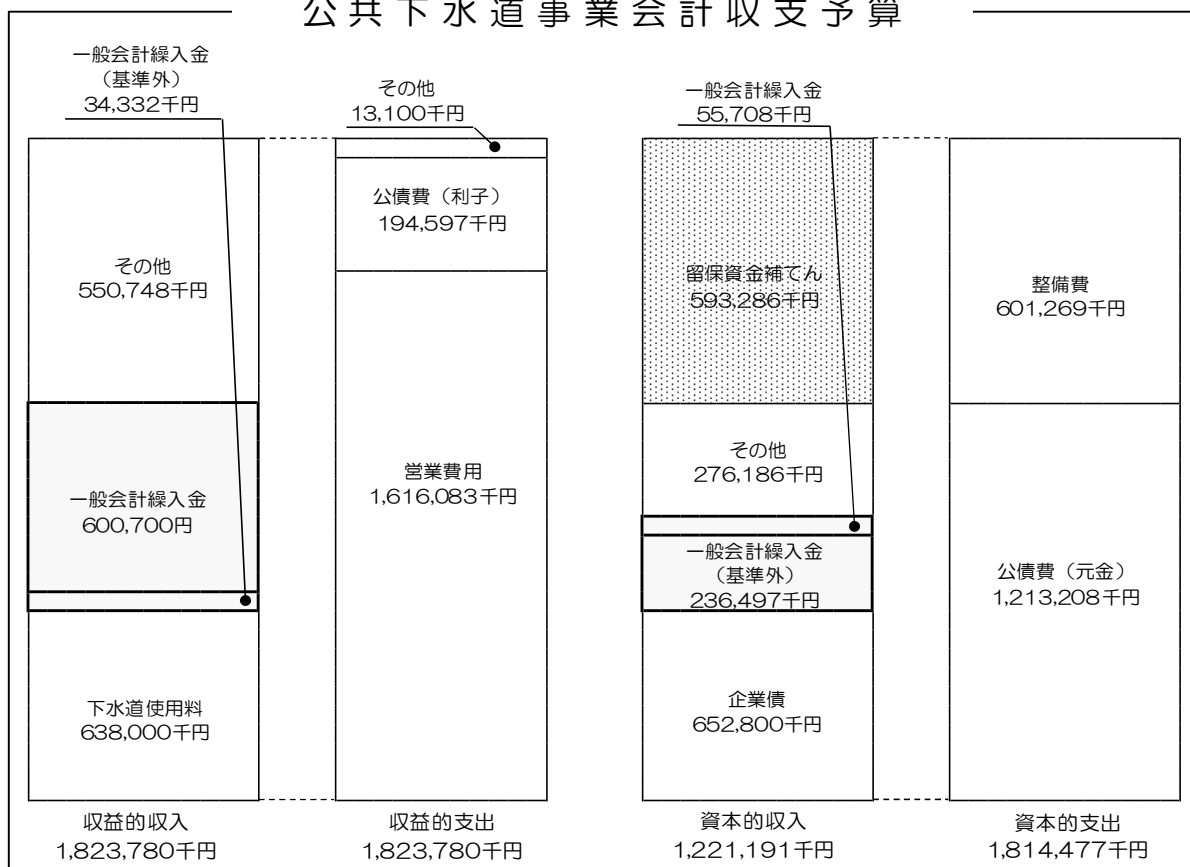 公共下水道事業会計収支予算
一般会計繰入金
（基準外）
34,332千円
その他
13,100千円
一般会計繰入金
55,708千円
その他
550,748千円
一般会計繰入金
600,700円
下水道使用料
638,000千円
収益的収入
1,823,780千円
公債費（利子）
194,597千円
営業費用
1,616,083千円
収益的支出
1,823,780千円
留保資金補てん
593,286千円
その他
276,186千円
一般会計繰入金
（基準外）
236,497千円
企業債
652,800千円
資本的収入
1,221,191千円
整備費
601,269千円
公債費（元金）
1,213,208千円
資本的支出
1,814,477千円